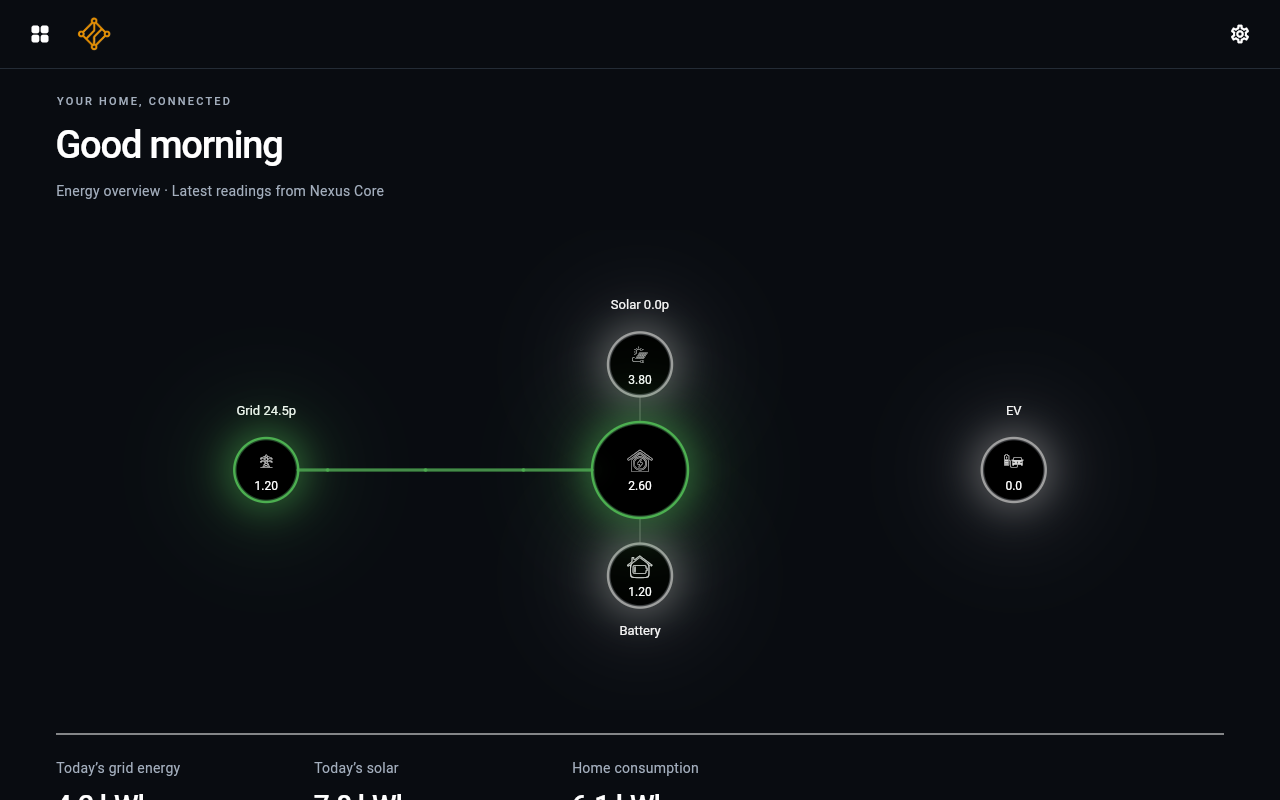 YOUR HOME, CONNECTED
Good morning
Energy overview · Latest readings from Nexus Core
Solar 0.0p
3.80
Grid 24.5p
1.20
2.60
EV
0.0
1.20
Battery
Today’s grid energy
Today’s solar
Home consumption